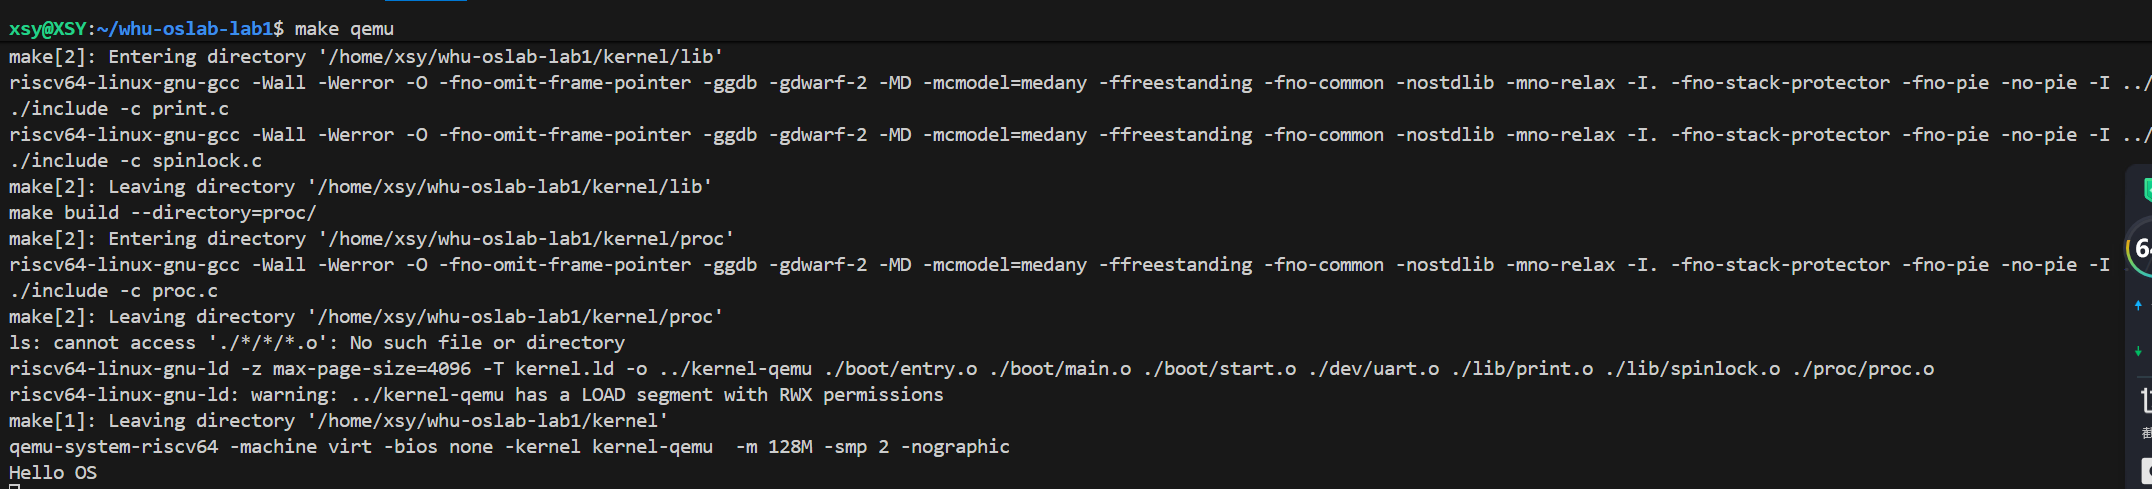 xsy@XSY:~/whu-oslab-lab1$ make qemu
make[2]: Entering directory '/home/xsy/whu-oslab-lab1/kernel/lib'
riscv64-linux-gnu-gcc -Wall -Werror -O -fno-omit-frame-pointer -ggdb -gdwarf-2 -MD -mcmodel=medany -ffreestanding -fno-common -nostdlib -mno-relax -I. -fno-stack-protector -fno-pie -no-pie -I ../
./include -c print.c
riscv64-linux-gnu-gcc -Wall -Werror -O -fno-omit-frame-pointer -ggdb -gdwarf-2 -MD -mcmodel=medany -ffreestanding -fno-common -nostdlib -mno-relax -I. -fno-stack-protector -fno-pie -no-pie -I ../
./include -c spinlock.c
make[2]: Leaving directory '/home/xsy/whu-oslab-lab1/kernel/lib'
make build --directory=proc/
make[2]: Entering directory '/home/xsy/whu-oslab-lab1/kernel/proc'
riscv64-linux-gnu-gcc -Wall -Werror -O -fno-omit-frame-pointer -ggdb -gdwarf-2 -MD -mcmodel=medany -ffreestanding -fno-common -nostdlib -mno-relax -I. -fno-stack-protector -fno-pie -no-pie -I
./include -c proc.c
make[2]: Leaving directory '/home/xsy/whu-oslab-lab1/kernel/proc'
ls: cannot access './*/*/*.o': No such file or directory
riscv64-linux-gnu-ld -z max-page-size=4096 -T kernel.ld -o ../kernel-qemu ./boot/entry.o ./boot/main.o ./boot/start.o ./dev/uart.o ./lib/print.o ./lib/spinlock.o ./proc/proc.o
riscv64-linux-gnu-ld: warning: ../kernel-qemu has a LOAD segment with RWX permissions
make[1]: Leaving directory '/home/xsy/whu-oslab-lab1/kernel'
qemu-system-riscv64 -machine virt -bios none -kernel kernel-qemu  -m 128M -smp 2 -nographic
Hello OS